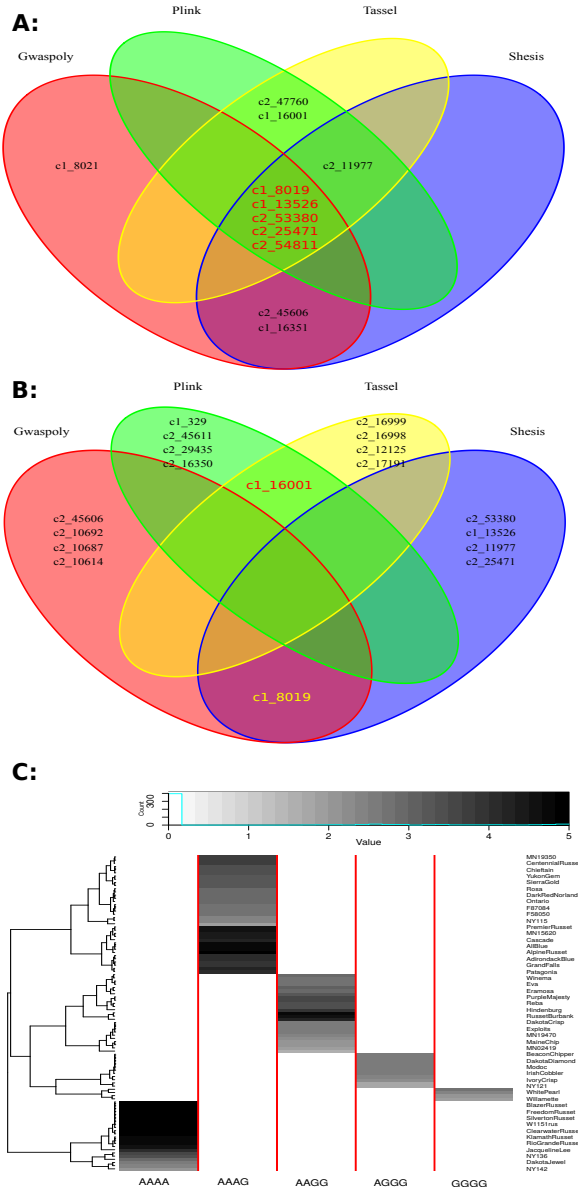 A:
Plink Tassel
Gwaspoly Shesis
c2_47760
c1_16001
c1_8021
c2_11977
c1_8019
c1_13526
c2_53380
c2_25471
c2_54811
c2_45606
c1_16351
B:
Plink Tassel
Gwaspoly Shesis
c1_329
c2_45611
c2_29435
c2_16350
c2_16999
c2_16998
c2_12125
c2_17191
c1_16001
c2_45606
c2_10692
c2_10687
c2_10614
c2_53380
c1_13526
c2_11977
c2_25471
c1_8019
C:
Count
0 300
0 1 2 3 4 5
Value
MN19350
CentennialRusse
Chieftain
YukonGem
SierraGold
Rosa
DarkRedNorland
Ontario
F87084
F58050
NY115
PremierRusset
MN15620
Cascade
AllBlue
AlpineRusset
AdirondackBlue
GrandFalls
Patagonia
Winema
Eva
Eramosa
PurpleMajesty
Reba
Hindenburg
RussetBurbank
DakotaCrisp
Exploits
MN19470
MaineChip
MN02419
BeaconChipper
DakotaDiamond
Modoc
IrishCobbler
IvoryCrisp
NY121
WhitePearl
Willamette
BlazerRusset
FreedomRusset
SilvertonRusset
W1151rus
ClearwaterRusse
KlamathRusset
RioGrandeRusse
JacquelineLee
NY136
DakotaJewel
NY142
AAAA AAAG AAGG AGGG GGGG